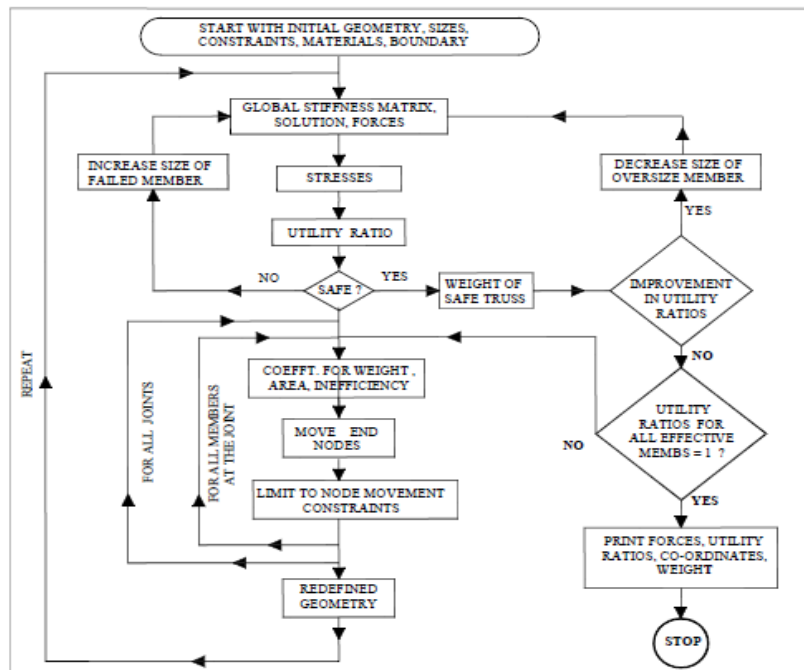 START WITH INITIAL GEOMETRY, SIZES,
CONSTRAINTS, MATERIALS, BOUNDARY
GLOBAL STIFFNESS MATRIX,
SOLUTION, FORCES
INCREASE SIZE OF
FAILED MEMBER
DECREASE SIZE OF
OVERSIZE MEMBER
STRESSES
YES
UTILITY RATIO
NO
SAFE ?
YES
WEIGHT OF
SAFE TRUSS
IMPROVEMENT
IN UTILITY
RATIOS
NO
REPEAT
FOR ALL JOINTS
FOR ALL MEMBERS
AT THE JOINT
COEFFT. FOR WEIGHT ,
AREA, INEFFICIENCY
MOVE END
NODES
LIMIT TO NODE MOVEMENT
CONSTRAINTS
NO
UTILITY
RATIOS FOR
ALL EFFECTIVE
MEMBS = 1 ?
YES
REDEFINED
GEOMETRY
PRINT FORCES, UTILITY
RATIOS, CO-ORDINATES,
WEIGHT
STOP